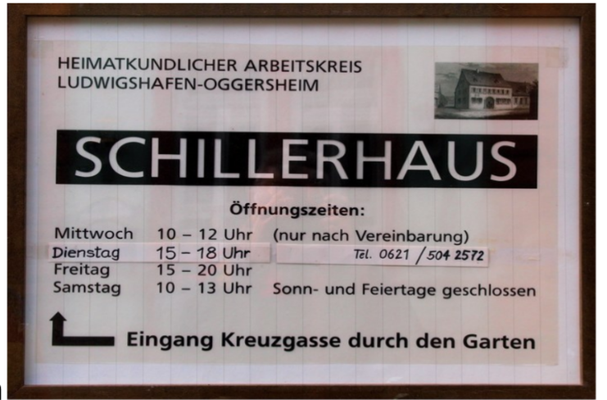 HEIMATKUNDLICHER ARBEITSKREIS
LUDWIGSHAFEN-OGGERSHEIM
SCHILLERHAUS
Öffnungszeiten:
Mittwoch 10 – 12 Uhr (nur nach Vereinbarung)
Dienstag 15 – 18 Uhr Tel. 0621 / 504 2572
Freitag 15 – 20 Uhr
Samstag 10 – 13 Uhr Sonn- und Feiertage geschlossen
Eingang Kreuzgasse durch den Garten